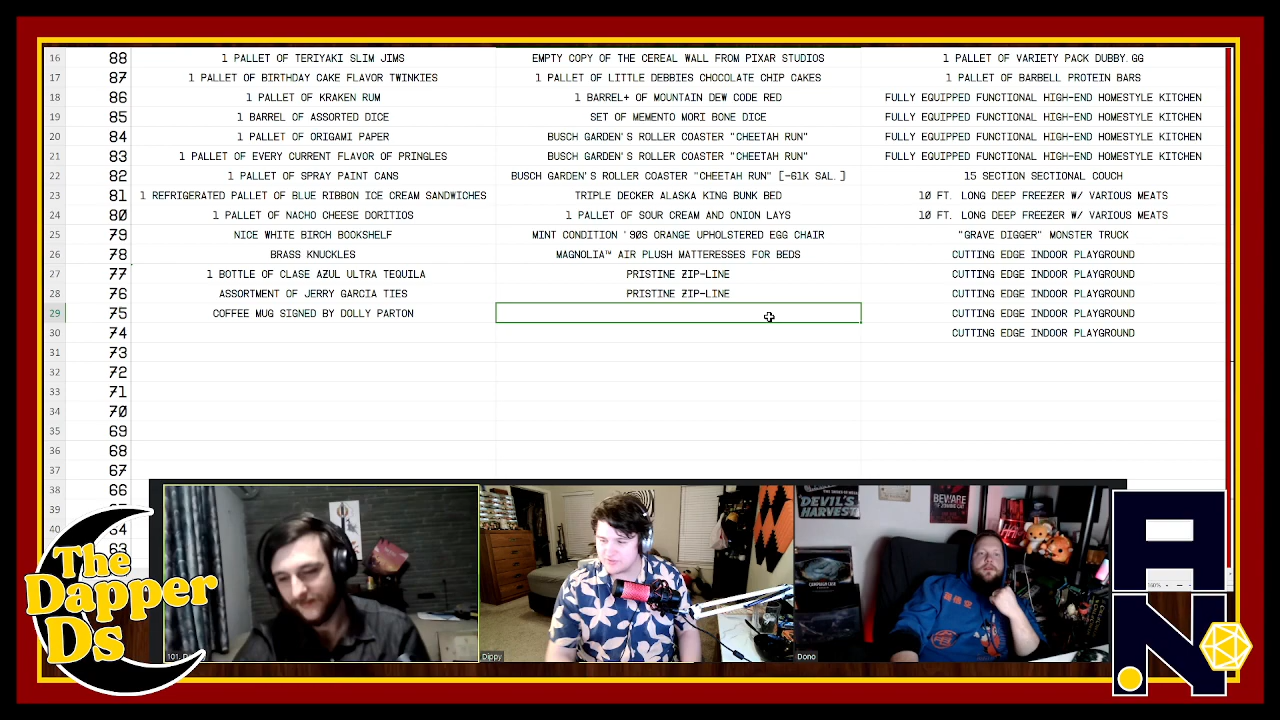 16 88 1 PALLET OF TERIYAKI SLIM JIMS EMPTY COPY OF THE CEREAL WALL FROM PIXAR STUDIOS 1 PALLET OF VARIETY PACK DUBBY.GG
17 87 1 PALLET OF BIRTHDAY CAKE FLAVOR TWINKIES 1 PALLET OF LITTLE DEBBIES CHOCOLATE CHIP CAKES 1 PALLET OF BARBELL PROTEIN BARS
18 86 1 PALLET OF KRAKEN RUM 1 BARREL+ OF MOUNTAIN DEW CODE RED FULLY EQUIPPED FUNCTIONAL HIGH-END HOMESTYLE KITCHEN
19 85 1 BARREL OF ASSORTED DICE SET OF MEMENTO MORI BONE DICE FULLY EQUIPPED FUNCTIONAL HIGH-END HOMESTYLE KITCHEN
20 84 1 PALLET OF ORIGAMI PAPER BUSCH GARDEN'S ROLLER COASTER "CHEETAH RUN" FULLY EQUIPPED FUNCTIONAL HIGH-END HOMESTYLE KITCHEN
21 83 1 PALLET OF EVERY CURRENT FLAVOR OF PRINGLES BUSCH GARDEN'S ROLLER COASTER "CHEETAH RUN" FULLY EQUIPPED FUNCTIONAL HIGH-END HOMESTYLE KITCHEN
22 82 1 PALLET OF SPRAY PAINT CANS BUSCH GARDEN'S ROLLER COASTER "CHEETAH RUN" [-61K SAL.] 15 SECTION SECTIONAL COUCH
23 81 1 REFRIGERATED PALLET OF BLUE RIBBON ICE CREAM SANDWICHES TRIPLE DECKER ALASKA KING BUNK BED 10 FT. LONG DEEP FREEZER W/ VARIOUS MEATS
24 80 1 PALLET OF NACHO CHEESE DORITIOS 1 PALLET OF SOUR CREAM AND ONION LAYS 10 FT. LONG DEEP FREEZER W/ VARIOUS MEATS
25 79 NICE WHITE BIRCH BOOKSHELF MINT CONDITION '90S ORANGE UPHOLSTERED EGG CHAIR "GRAVE DIGGER" MONSTER TRUCK
26 78 BRASS KNUCKLES MAGNOLIA™ AIR PLUSH MATTERESSES FOR BEDS CUTTING EDGE INDOOR PLAYGROUND
27 77 1 BOTTLE OF CLASE AZUL ULTRA TEQUILA PRISTINE ZIP-LINE CUTTING EDGE INDOOR PLAYGROUND
28 76 ASSORTMENT OF JERRY GARCIA TIES PRISTINE ZIP-LINE CUTTING EDGE INDOOR PLAYGROUND
29 75 COFFEE MUG SIGNED BY DOLLY PARTON CUTTING EDGE INDOOR PLAYGROUND
30 74 CUTTING EDGE INDOOR PLAYGROUND
31 73
32 72
33 71
34 70
35 69
36 68
37 67
38 66
39
40 64
63
DEVIL'S
HARVEST
BEWARE
The
Dapper
Ds
Dippy
Dono
A
N